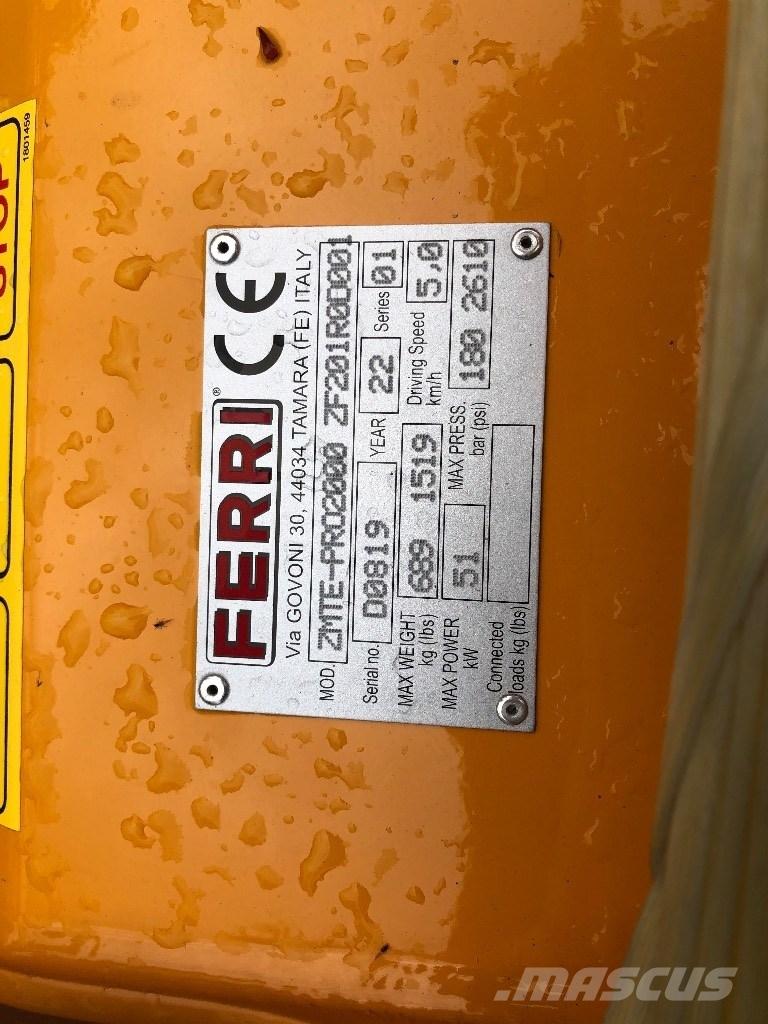 FERRI® CE
Via GOVONI 30, 44034 TAMARA (FE) ITALY
MOD. ZMTE-PRO2000 ZF201R0D001
Serial no. D0819 YEAR 22 Series 01
MAX WEIGHT kg (lbs) 689 1519 Driving Speed km/h 5,0
MAX POWER kW 51 MAX PRESS. bar (psi) 180 2610
Connected loads kg (lbs)
STOP
1801459
MASCUS